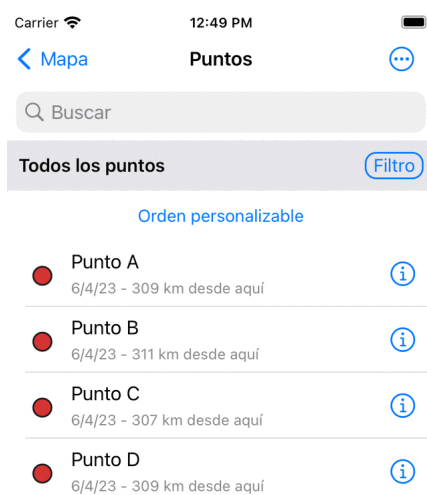 Carrier 12:49 PM
Mapa Puntos
Buscar
Todos los puntos Filtro
Orden personalizable
Punto A
6/4/23 - 309 km desde aquí
Punto B
6/4/23 - 311 km desde aquí
Punto C
6/4/23 - 307 km desde aquí
Punto D
6/4/23 - 309 km desde aquí